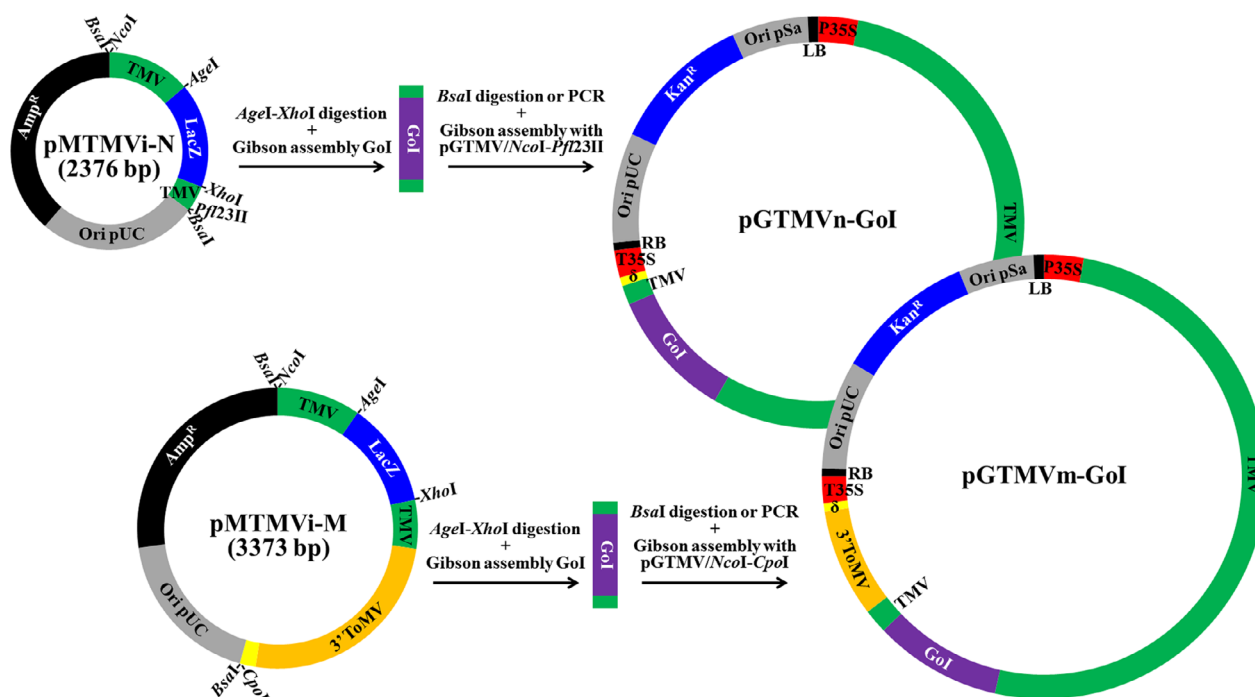 BsaI-NcoI
TMV
-AgeI
LacZ
-XhoI
TMV
-Pfl23II
-BsaI
Ori pUC
AmpR
pMTMVi-N
(2376 bp)
AgeI-XhoI digestion
+
Gibson assembly GoI
GoI
BsaI digestion or PCR
+
Gibson assembly with
pGTMV/NcoI-Pfl23II
Ori pSa
LB
P35S
KanR
Ori pUC
RB
T35S
δ
TMV
GoI
TMV
pGTMVn-GoI
BsaI-NcoI
TMV
-AgeI
LacZ
-XhoI
TMV
3' ToMV
BsaI-CpoI
Ori pUC
AmpR
pMTMVi-M
(3373 bp)
AgeI-XhoI digestion
+
Gibson assembly GoI
GoI
BsaI digestion or PCR
+
Gibson assembly with
pGTMV/NcoI-CpoI
Ori pSa
LB
P35S
KanR
Ori pUC
RB
T35S
δ
3' ToMV
TMV
GoI
TMV
pGTMVm-GoI